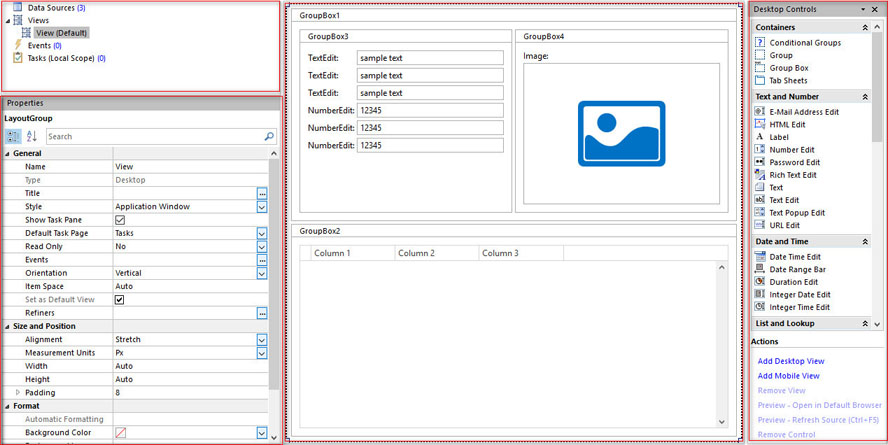 Data Sources (3)
Views
View (Default)
Events (0)
Tasks (Local Scope) (0)
Properties
LayoutGroup
Search
General
Name View
Type Desktop
Title ...
Style Application Window
Show Task Pane
Default Task Page Tasks
Read Only No
Events ...
Orientation Vertical
Item Space Auto
Set as Default View
Refiners ...
Size and Position
Alignment Stretch
Measurement Units Px
Width Auto
Height Auto
Padding 8
Format
Automatic Formatting
Background Color
GroupBox1
GroupBox3
TextEdit: sample text
TextEdit: sample text
TextEdit: sample text
NumberEdit: 12345
NumberEdit: 12345
NumberEdit: 12345
GroupBox4
Image:
GroupBox2
Column 1 Column 2 Column 3
Desktop Controls
Containers
Conditional Groups
Group
Group Box
Tab Sheets
Text and Number
E-Mail Address Edit
HTML Edit
Label
Number Edit
Password Edit
Rich Text Edit
Text
Text Edit
Text Popup Edit
URL Edit
Date and Time
Date Time Edit
Date Range Bar
Duration Edit
Integer Date Edit
Integer Time Edit
List and Lookup
Actions
Add Desktop View
Add Mobile View
Remove View
Preview - Open in Default Browser
Preview - Refresh Source (Ctrl+F5)
Remove Control